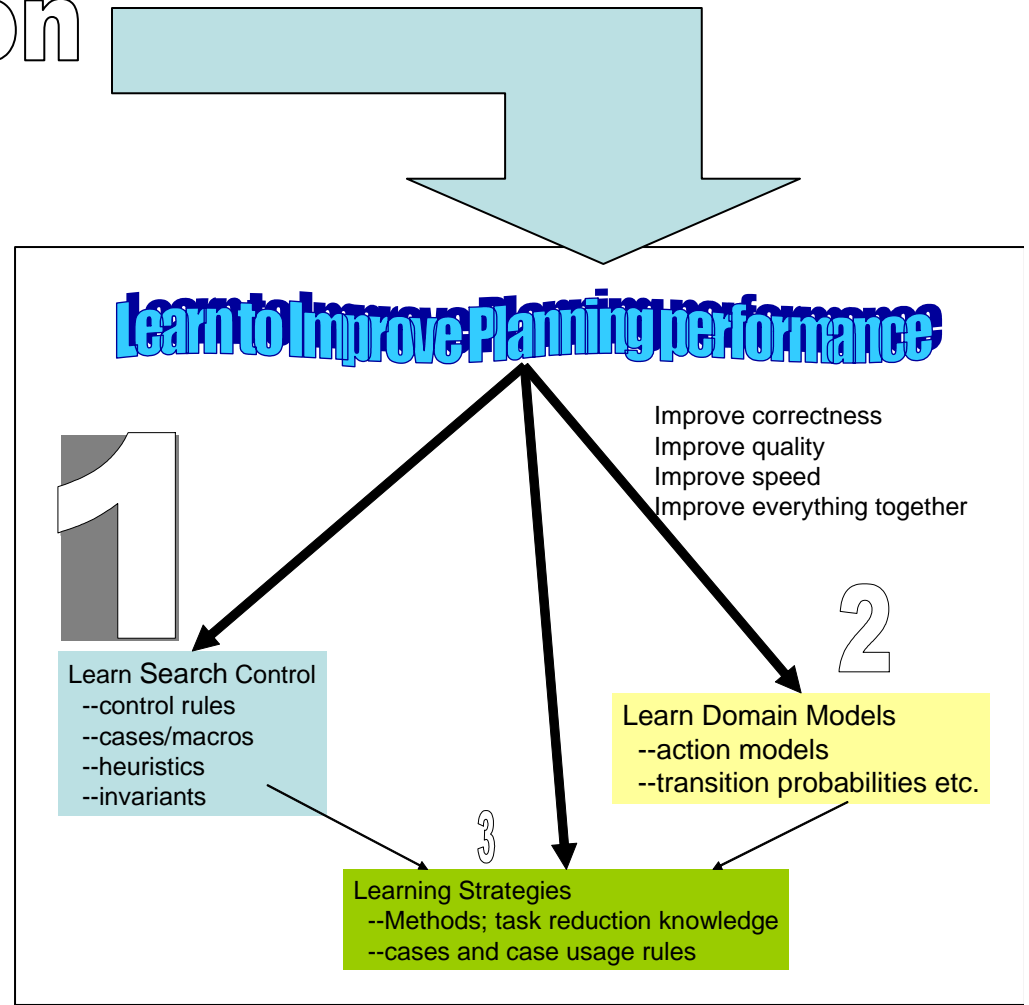 on
Learn to Improve Planning performance
Improve correctness
Improve quality
Improve speed
Improve everything together
1
2
Learn Search Control
--control rules
--cases/macros
--heuristics
--invariants
Learn Domain Models
--action models
--transition probabilities etc.
3
Learning Strategies
--Methods; task reduction knowledge
--cases and case usage rules